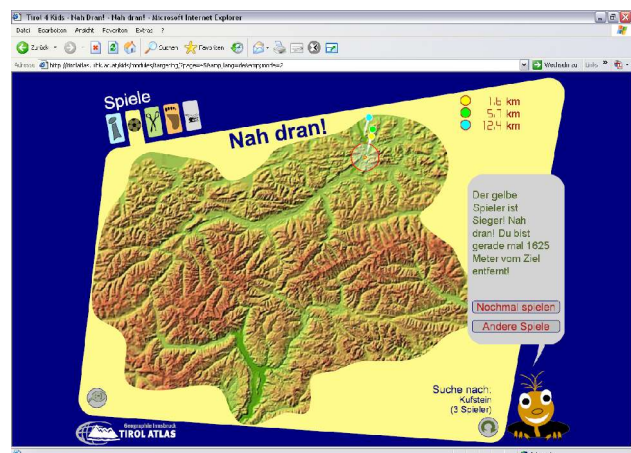 Tirol 4 Kids - Nah Dran! - Nah dran! - Microsoft Internet Explorer
Datei Bearbeiten Ansicht Favoriten Extras ?
Zurück Suchen Favoriten
Wechseln zu Links »
Spiele
Nah dran!
1,6 km
5,7 km
12,4 km
Der gelbe
Spieler ist
Sieger! Nah
dran! Du bist
gerade mal 1625
Meter vom Ziel
entfernt!
Nochmal spielen
Andere Spiele
Suche nach:
Kufstein
(3 Spieler)
Geographie Innsbruck
TIROL ATLAS